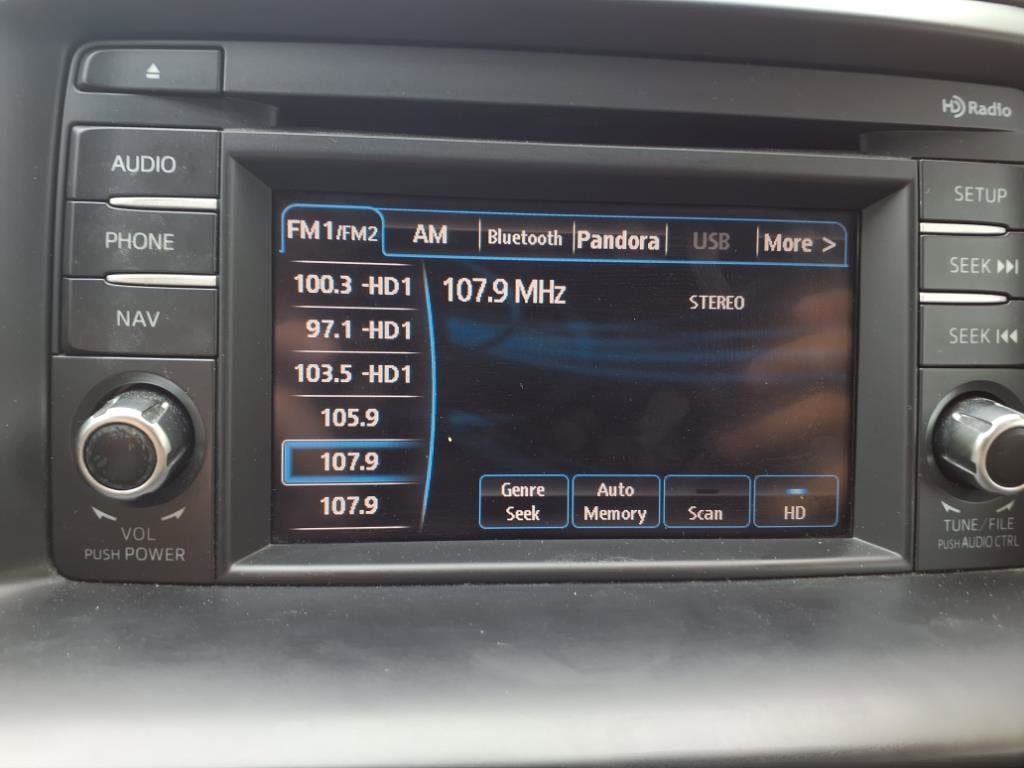 HD Radio
AUDIO
PHONE
NAV
VOL
PUSH POWER
FM1/FM2 AM Bluetooth Pandora USB More >
100.3 -HD1
97.1 -HD1
103.5 -HD1
105.9
107.9
107.9
107.9 MHz STEREO
Genre Seek
Auto Memory
Scan
HD
SETUP
SEEK
SEEK
TUNE/FILE
PUSH AUDIO CTRL